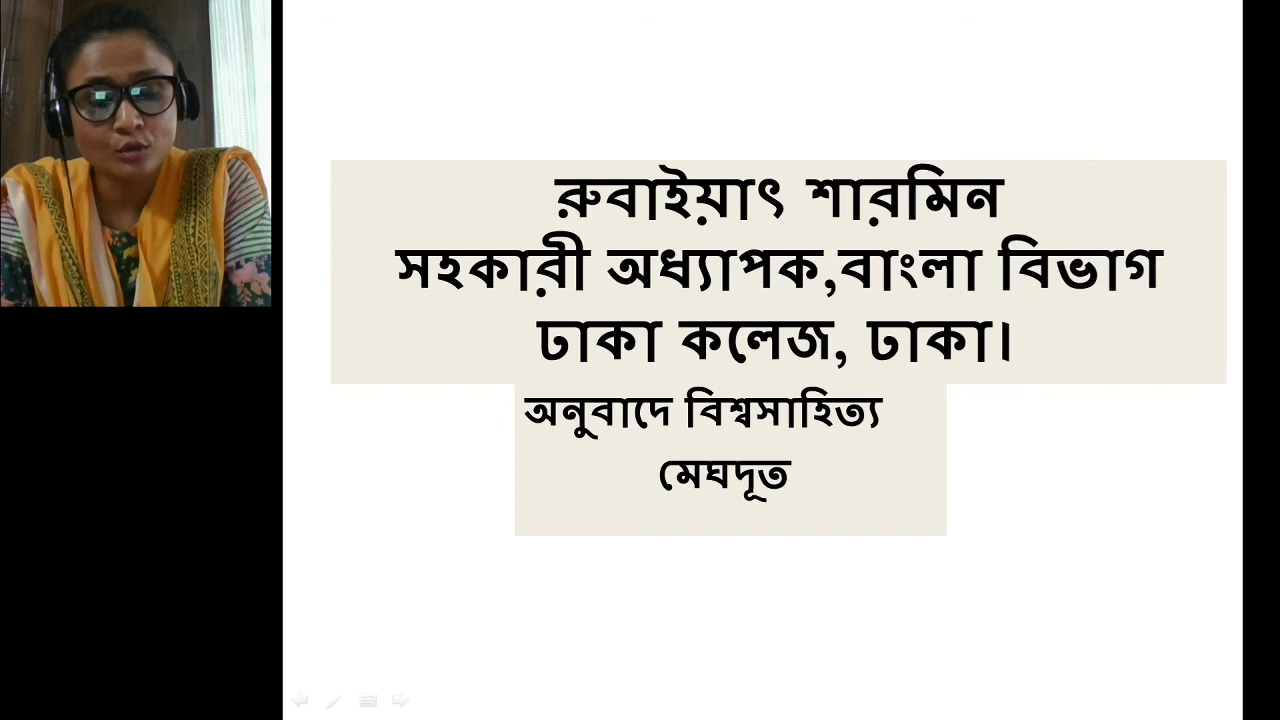 রুবাইয়াৎ শারমিন
সহকারী অধ্যাপক,বাংলা বিভাগ
ঢাকা কলেজ, ঢাকা।
অনুবাদে বিশ্বসাহিত্য
মেঘদূত